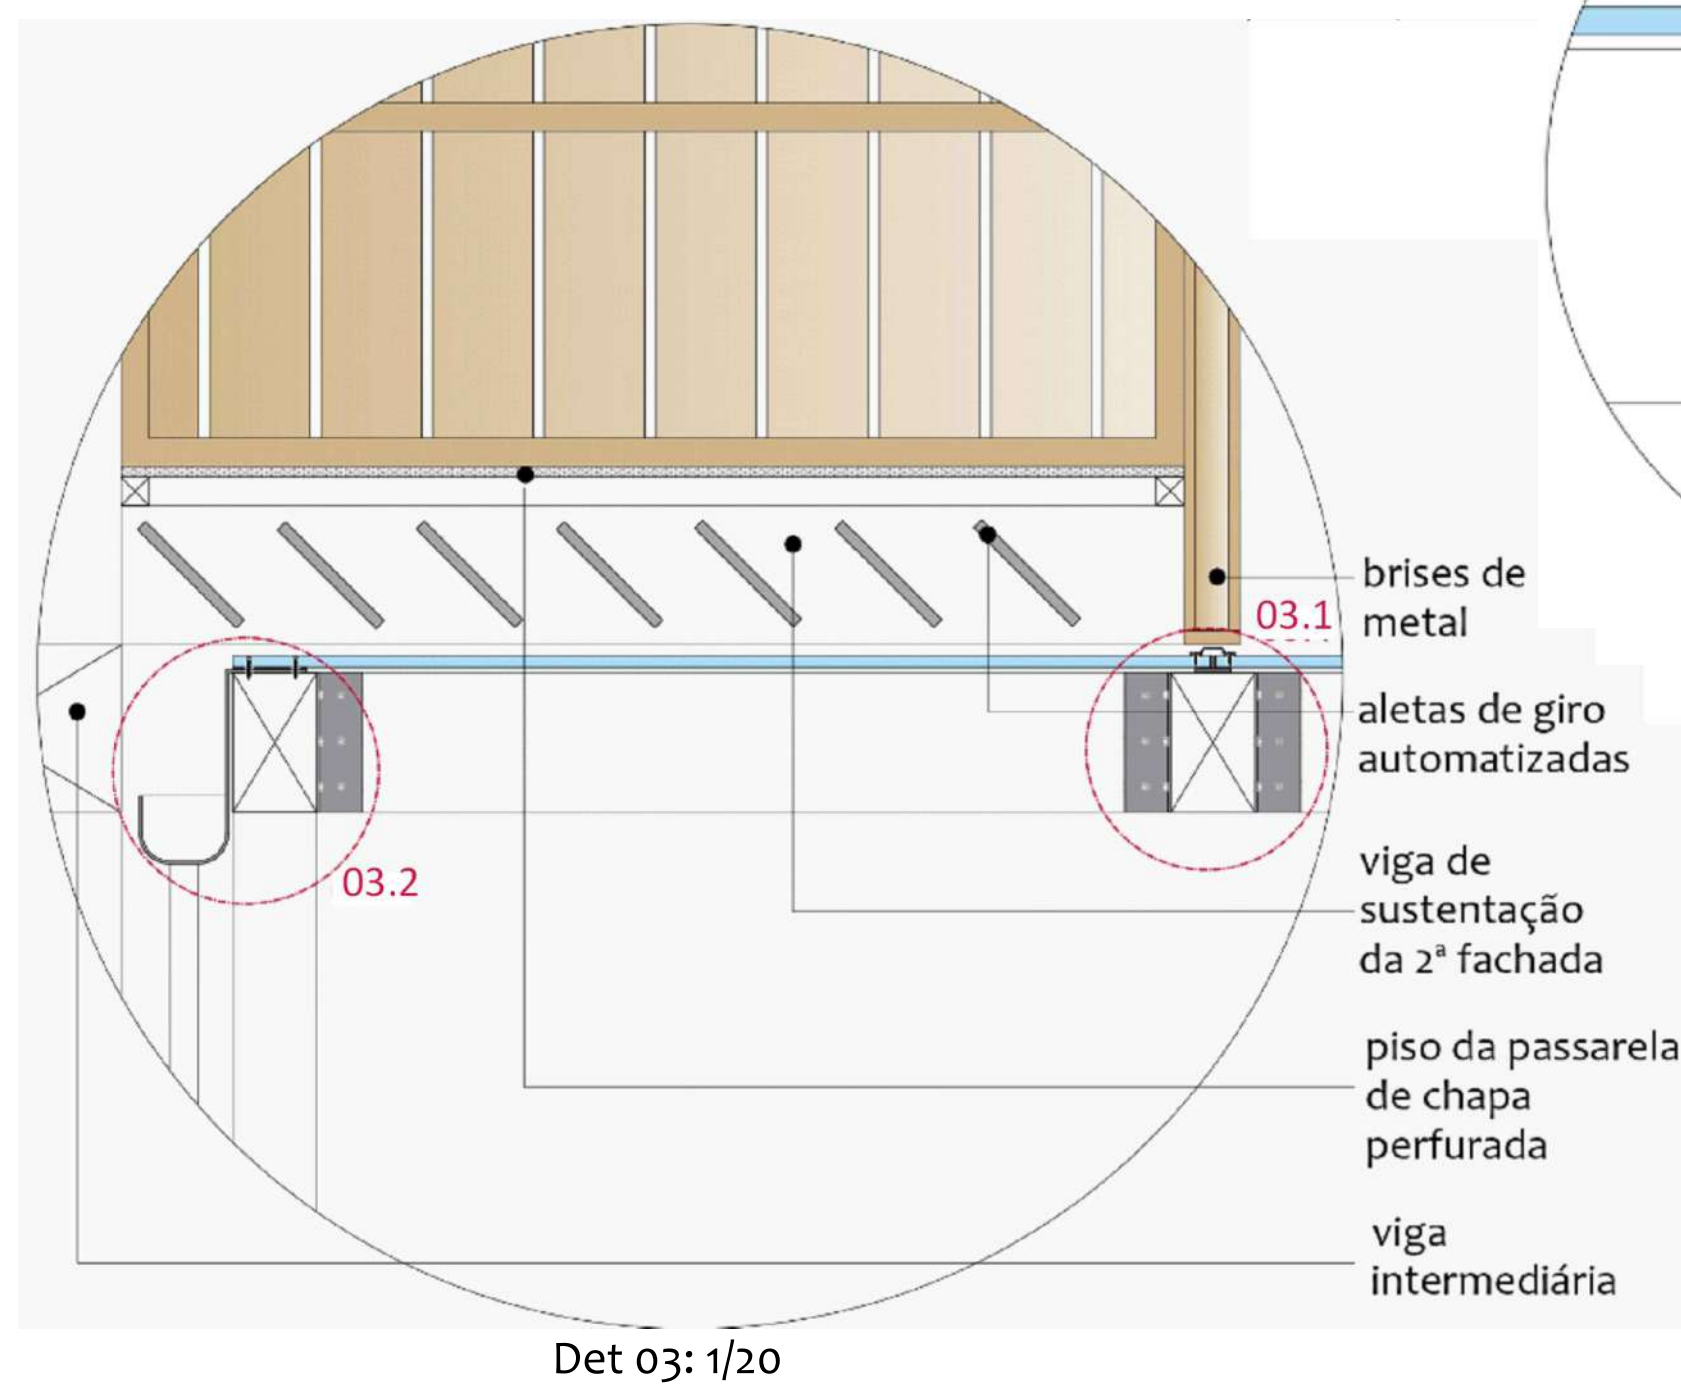 brises de
03.1
metal
aletas de giro
automatizadas
viga de
03.2
sustentação
da 2ª fachada
piso da passarela
de chapa
perfurada
viga
intermediária
Det 03: 1/20